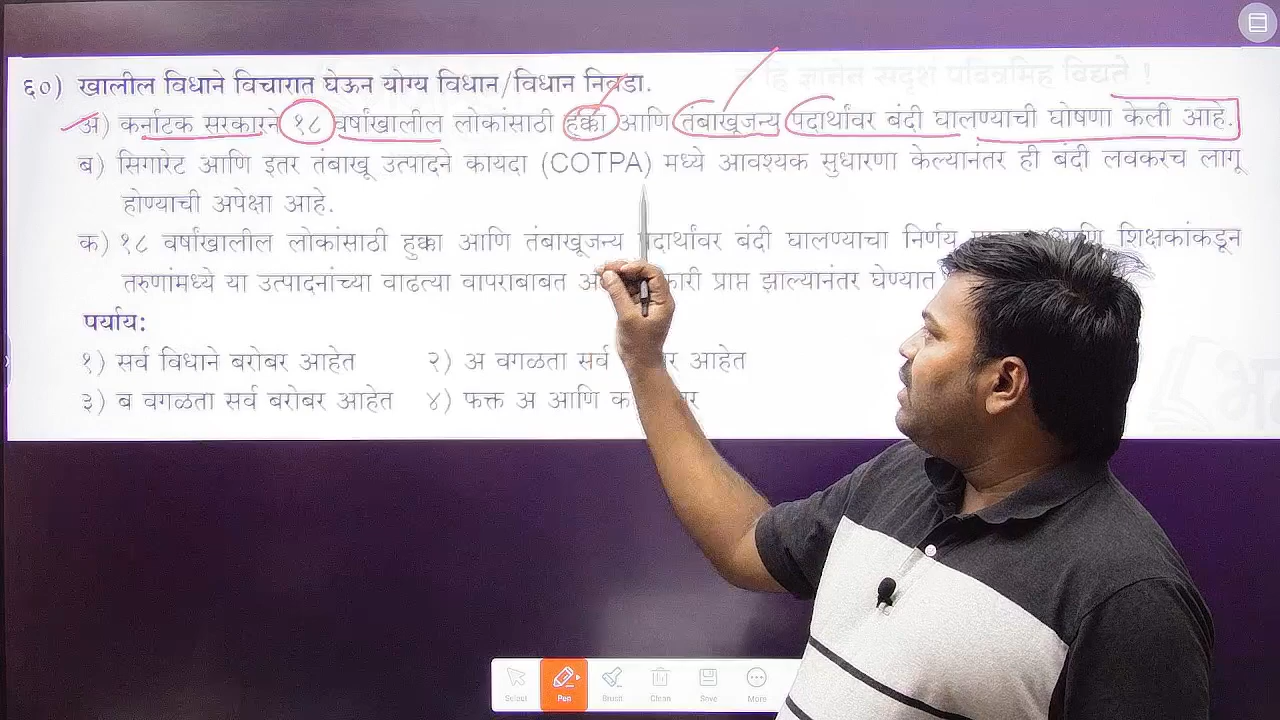 ६०) खालील विधाने विचारात घेऊन योग्य विधान/विधान निवडा.
अ) कर्नाटक सरकारने १८ वर्षांखालील लोकांसाठी हुक्का आणि तंबाखूजन्य पदार्थांवर बंदी घालण्याची घोषणा केली आहे.
ब) सिगारेट आणि इतर तंबाखू उत्पादने कायदा (COTPA) मध्ये आवश्यक सुधारणा केल्यानंतर ही बंदी लवकरच लागू
होण्याची अपेक्षा आहे.
क) १८ वर्षांखालील लोकांसाठी हुक्का आणि तंबाखूजन्य पदार्थांवर बंदी घालण्याचा निर्णय शिक्षकांकडून
तरुणांमध्ये या उत्पादनांच्या वाढत्या वापराबाबत प्राप्त झाल्यानंतर घेण्यात
पर्याय:
१) सर्व विधाने बरोबर आहेत २) अ वगळता सर्व आहेत
३) ब वगळता सर्व बरोबर आहेत ४) फक्त अ आणि क
Select Pen Brush Clean Save More